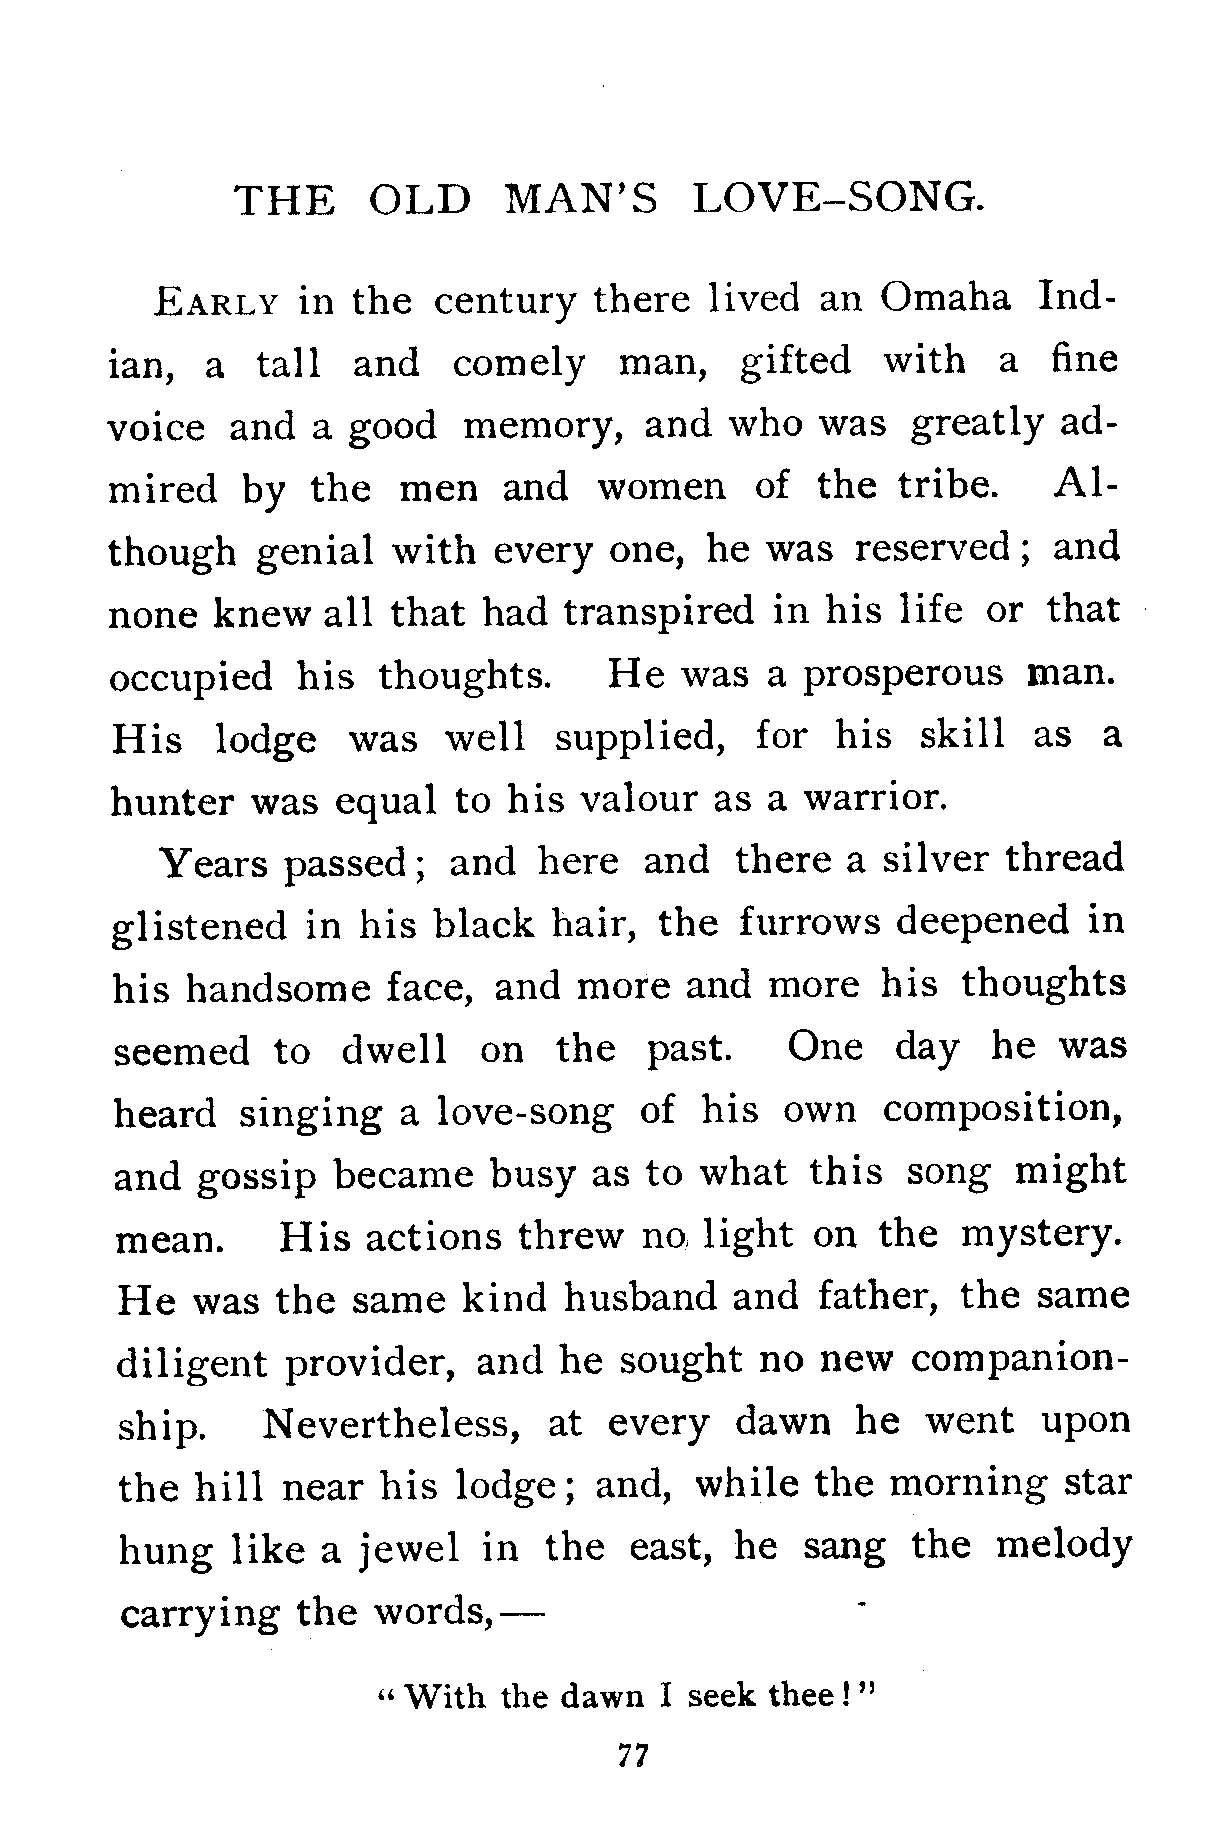 THE OLD MAN'S LOVE-SONG.
EARLY in the century there lived an Omaha Ind-
ian, a tall and comely man, gifted with a fine
voice and a good memory, and who was greatly ad-
mired by the men and women of the tribe. Al-
though genial with every one, he was reserved; and
none knew all that had transpired in his life or that
occupied his thoughts. He was a prosperous man.
His lodge was well supplied, for his skill as a
hunter was equal to his valour as a warrior.
Years passed; and here and there a silver thread
glistened in his black hair, the furrows deepened in
his handsome face, and more and more his thoughts
seemed to dwell on the past. One day he was
heard singing a love-song of his own composition,
and gossip became busy as to what this song might
mean. His actions threw no light on the mystery.
He was the same kind husband and father, the same
diligent provider, and he sought no new companion-
ship. Nevertheless, at every dawn he went upon
the hill near his lodge; and, while the morning star
hung like a jewel in the east, he sang the melody
carrying the words,—
"With the dawn I seek thee!"
77